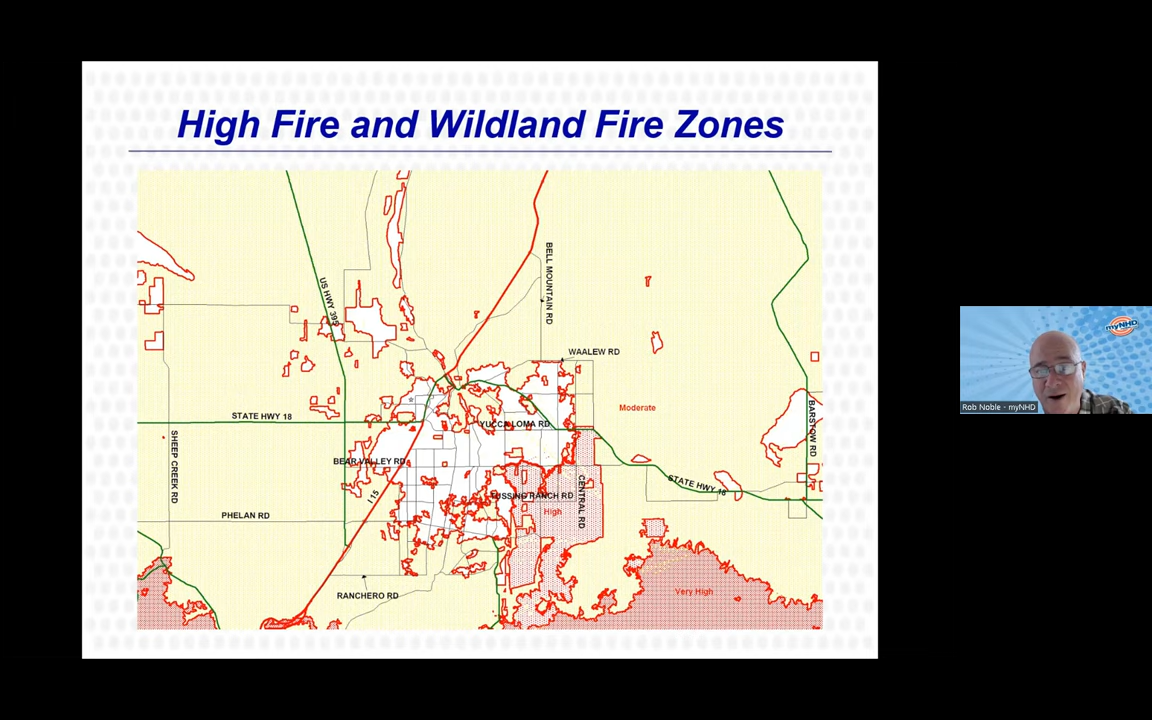 High Fire and Wildland Fire Zones
US HWY 395
BELL MOUNTAIN RD
WAALEW RD
Moderate
STATE HWY 18
YUCCA LOMA RD
BARSTOW RD
SHEEP CREEK RD
BEAR VALLEY RD
I 15
TUSSING RANCH RD
CENTRAL RD
STATE HWY 18
High
PHELAN RD
Very High
RANCHERO RD
myNHD
Rob Noble - myNHD